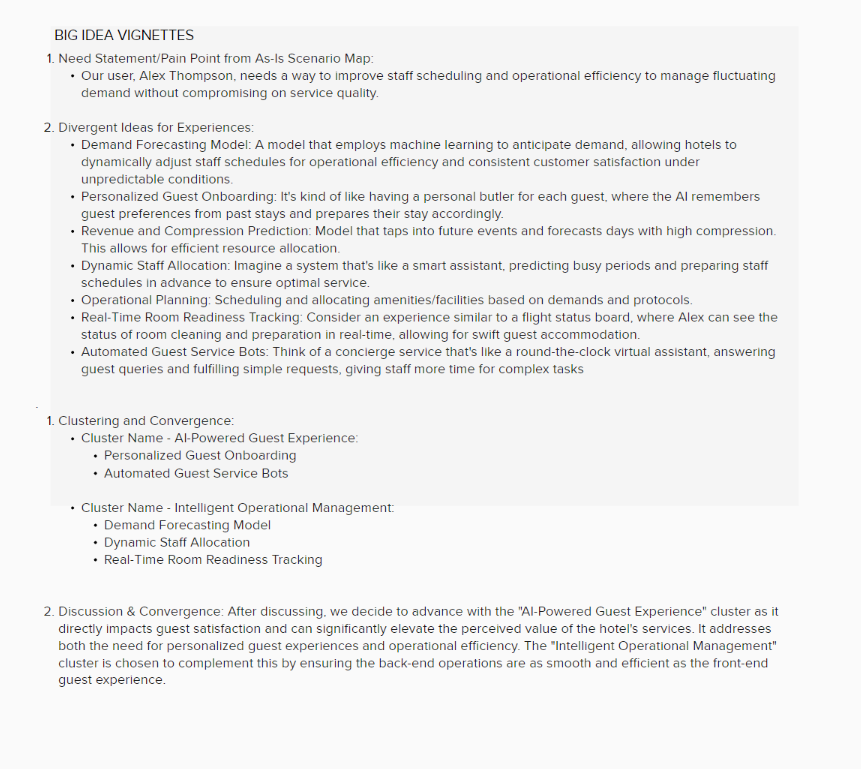 BIG IDEA VIGNETTES
1. Need Statement/Pain Point from As-Is Scenario Map:
• Our user, Alex Thompson, needs a way to improve staff scheduling and operational efficiency to manage fluctuating
demand without compromising on service quality.
2. Divergent Ideas for Experiences:
• Demand Forecasting Model: A model that employs machine learning to anticipate demand, allowing hotels to
dynamically adjust staff schedules for operational efficiency and consistent customer satisfaction under
unpredictable conditions.
• Personalized Guest Onboarding: It's kind of like having a personal butler for each guest, where the AI remembers
guest preferences from past stays and prepares their stay accordingly.
• Revenue and Compression Prediction: Model that taps into future events and forecasts days with high compression.
This allows for efficient resource allocation.
• Dynamic Staff Allocation: Imagine a system that's like a smart assistant, predicting busy periods and preparing staff
schedules in advance to ensure optimal service.
• Operational Planning: Scheduling and allocating amenities/facilities based on demands and protocols.
• Real-Time Room Readiness Tracking: Consider an experience similar to a flight status board, where Alex can see the
status of room cleaning and preparation in real-time, allowing for swift guest accommodation.
• Automated Guest Service Bots: Think of a concierge service that's like a round-the-clock virtual assistant, answering
guest queries and fulfilling simple requests, giving staff more time for complex tasks
.
1. Clustering and Convergence:
• Cluster Name - AI-Powered Guest Experience:
• Personalized Guest Onboarding
• Automated Guest Service Bots
• Cluster Name - Intelligent Operational Management:
• Demand Forecasting Model
• Dynamic Staff Allocation
• Real-Time Room Readiness Tracking
2. Discussion & Convergence: After discussing, we decide to advance with the "AI-Powered Guest Experience" cluster as it
directly impacts guest satisfaction and can significantly elevate the perceived value of the hotel's services. It addresses
both the need for personalized guest experiences and operational efficiency. The "Intelligent Operational Management"
cluster is chosen to complement this by ensuring the back-end operations are as smooth and efficient as the front-end
guest experience.